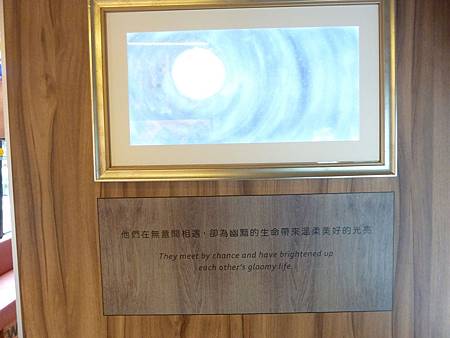 他們在無意間相遇，卻為幽黯的生命帶來溫柔美好的光亮
They meet by chance and have brightened up
each other's gloomy life.